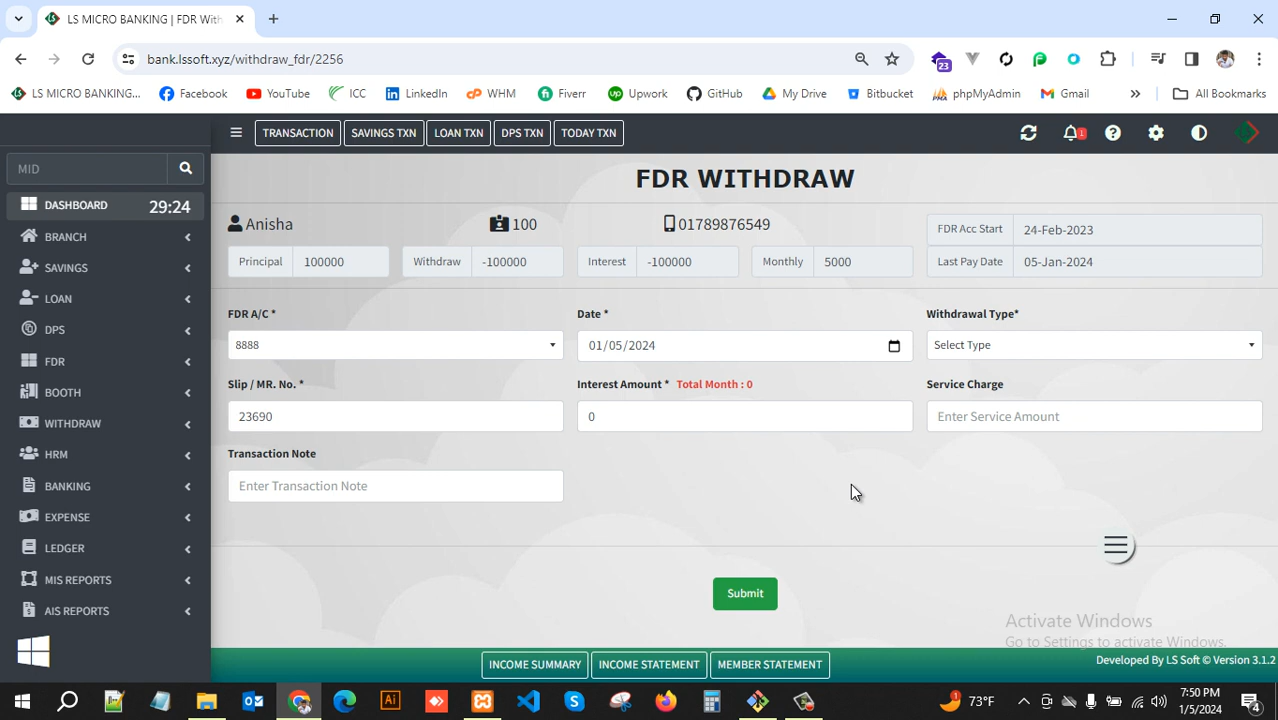 LS MICRO BANKING | FDR With
bank.lssoft.xyz/withdraw_fdr/2256
23
LS MICRO BANKING...
Facebook
YouTube
ICC
LinkedIn
WHM
Fiverr
Upwork
GitHub
My Drive
Bitbucket
phpMyAdmin
Gmail
All Bookmarks
TRANSACTION
SAVINGS TXN
LOAN TXN
DPS TXN
TODAY TXN
1
MID
DASHBOARD 29:24
BRANCH
SAVINGS
LOAN
DPS
FDR
BOOTH
WITHDRAW
HRM
BANKING
EXPENSE
LEDGER
MIS REPORTS
AIS REPORTS
FDR WITHDRAW
Anisha
100
01789876549
FDR Acc Start 24-Feb-2023
Principal 100000
Withdraw -100000
Interest -100000
Monthly 5000
Last Pay Date 05-Jan-2024
FDR A/C *
8888
Date *
01/05/2024
Withdrawal Type*
Select Type
Slip / MR. No. *
23690
Interest Amount * Total Month : 0
0
Service Charge
Enter Service Amount
Transaction Note
Enter Transaction Note
Submit
Activate Windows
Go to Settings to activate Windows.
INCOME SUMMARY
INCOME STATEMENT
MEMBER STATEMENT
Developed By LS Soft © Version 3.1.2
1
73°F
7:50 PM
1/5/2024
4